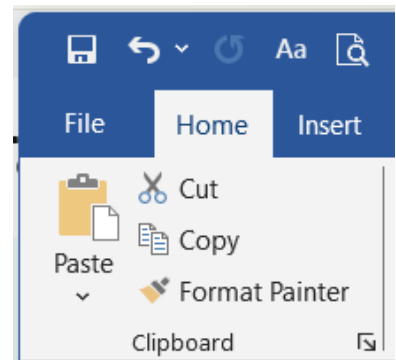 Aa
File Home Insert
Cut
Copy
Paste
Format Painter
Clipboard